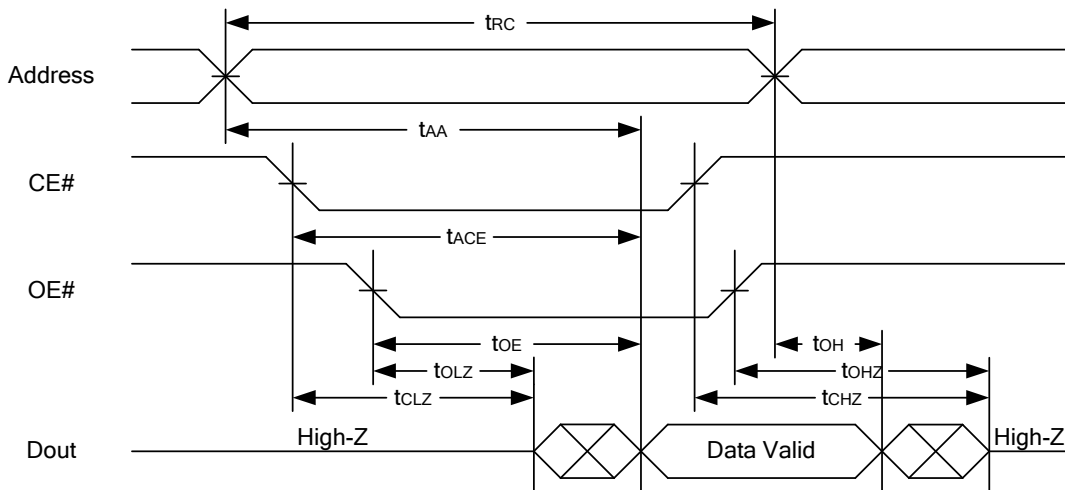 tRC
Address
tAA
CE#
tACE
OE#
tOE
tOH
tOLZ
tOHZ
tCLZ
tCHZ
High-Z
Data Valid
High-Z
Dout